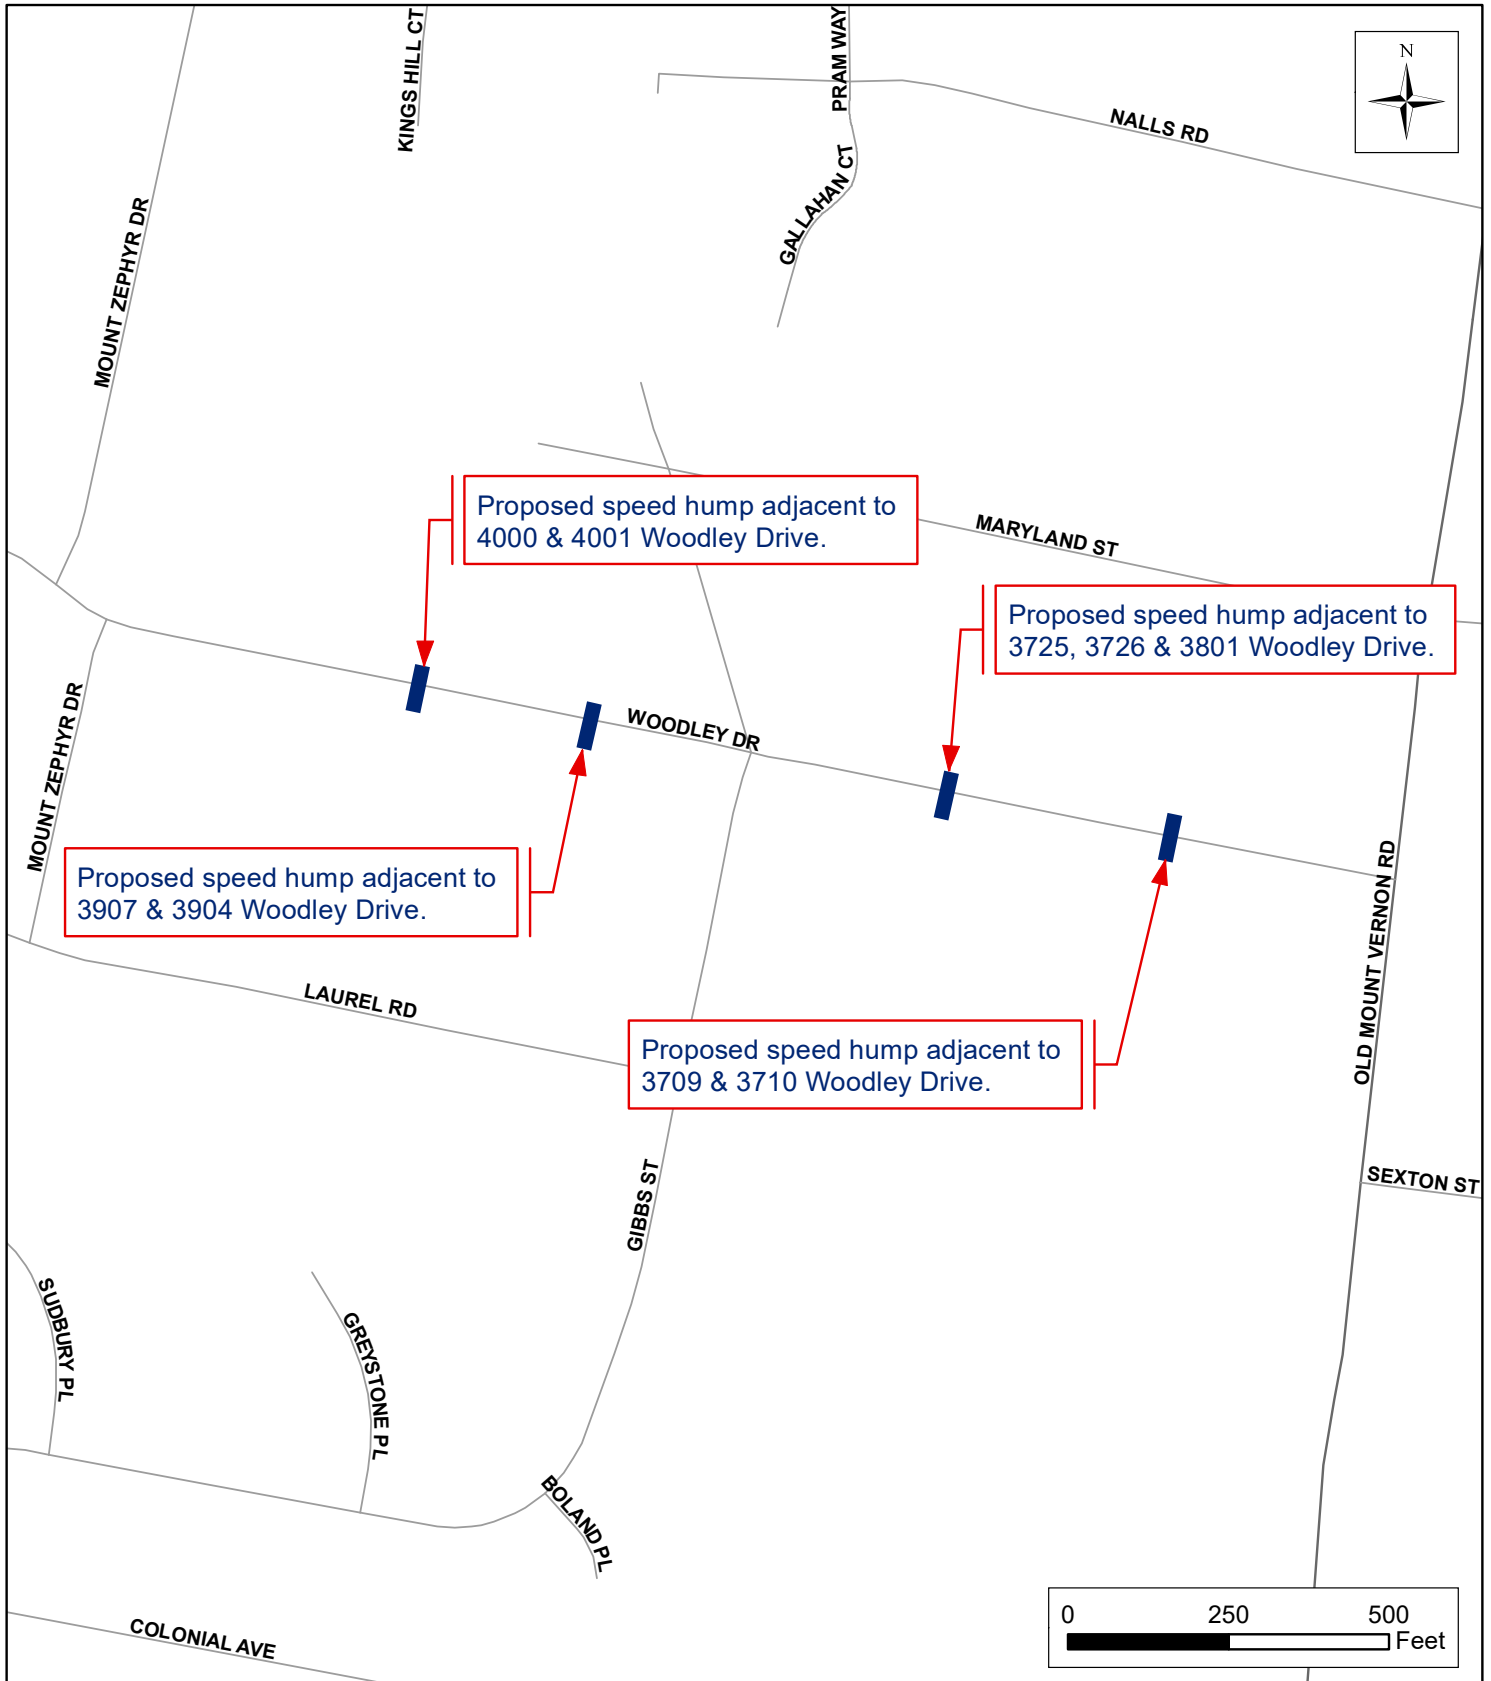 KINGS HILL CT
PRAM WAY
N
NALLS RD
GALLAHAN CT
MOUNT ZEPHYR DR
Proposed speed hump adjacent to
4000 & 4001 Woodley Drive.
MARYLAND ST
Proposed speed hump adjacent to
3725, 3726 & 3801 Woodley Drive.
WOODLEY DR
MOUNT ZEPHYR DR
Proposed speed hump adjacent to
3907 & 3904 Woodley Drive.
OLD MOUNT VERNON RD
LAUREL RD
Proposed speed hump adjacent to
3709 & 3710 Woodley Drive.
GIBBS ST
SEXTON ST
SUDBURY PL
GREYSTONE PL
BOLAND PL
COLONIAL AVE
0 250 500
Feet